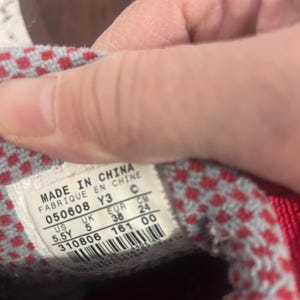 MADE IN CHINA
FABRIQUE EN CHINE
050608 Y3 ©
US UK EUR CM
5.5Y 5 38 24
310806 161 00